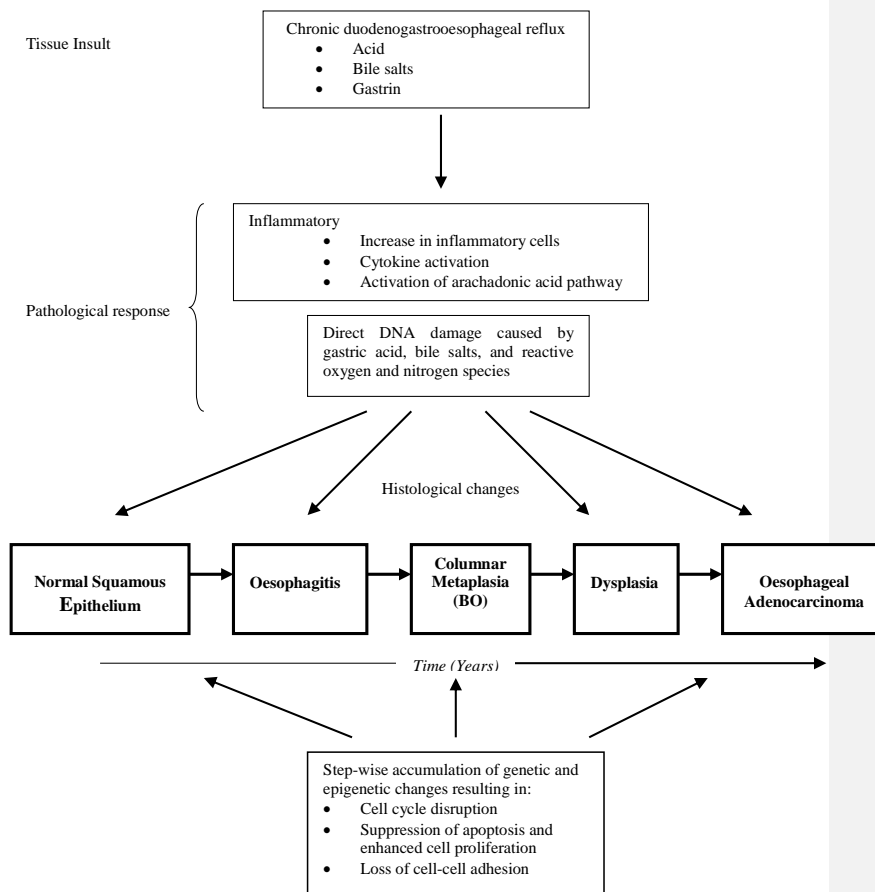 Chronic duodenogastrooesophageal reflux
Tissue Insult
• Acid
• Bile salts
• Gastrin
Inflammatory
• Increase in inflammatory cells
• Cytokine activation
• Activation of arachadonic acid pathway
Pathological response
Direct DNA damage caused by
gastric acid, bile salts, and reactive
oxygen and nitrogen species
Histological changes
Normal Squamous
Epithelium
Oesophagitis
Columnar
Metaplasia
(BO)
Dysplasia
Oesophageal
Adenocarcinoma
Time (Years)
Step-wise accumulation of genetic and
epigenetic changes resulting in:
• Cell cycle disruption
• Suppression of apoptosis and
enhanced cell proliferation
• Loss of cell-cell adhesion